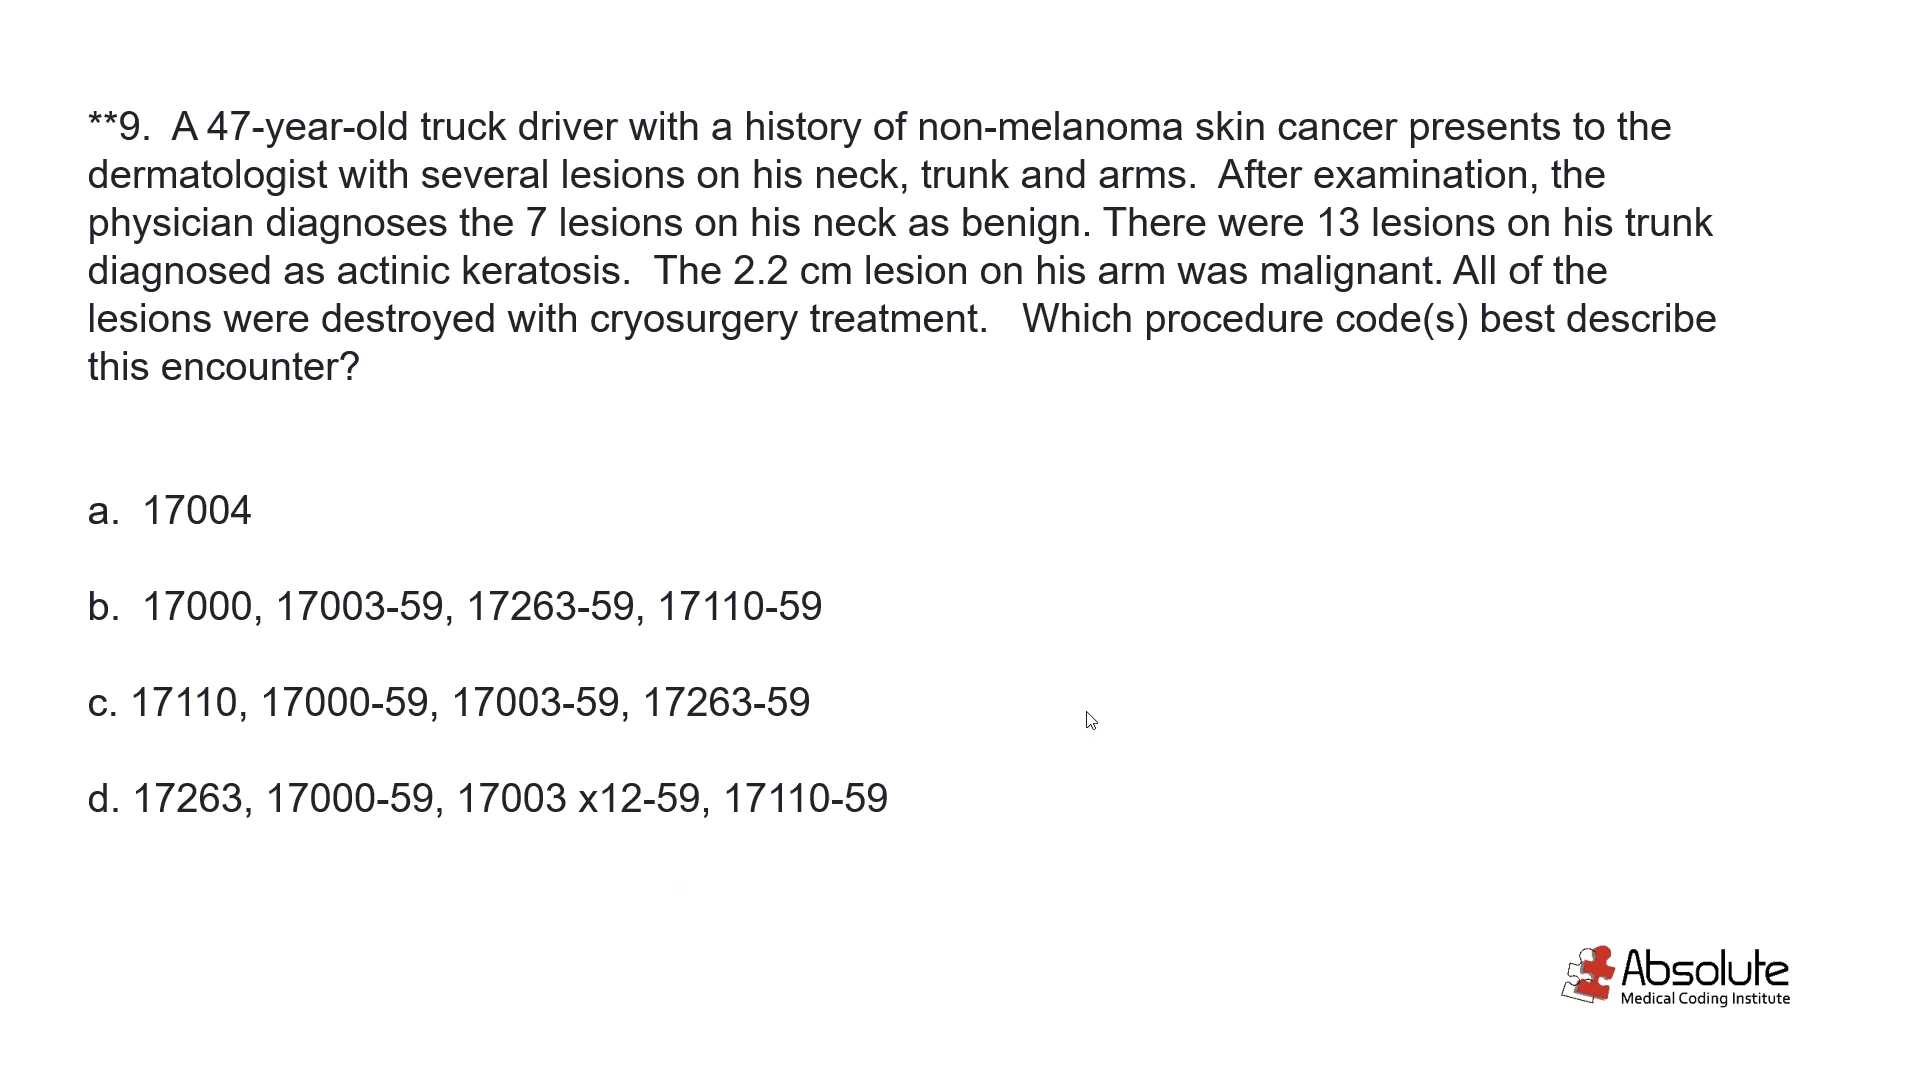 **9.  A 47-year-old truck driver with a history of non-melanoma skin cancer presents to the
dermatologist with several lesions on his neck, trunk and arms.  After examination, the
physician diagnoses the 7 lesions on his neck as benign. There were 13 lesions on his trunk
diagnosed as actinic keratosis.  The 2.2 cm lesion on his arm was malignant. All of the
lesions were destroyed with cryosurgery treatment.   Which procedure code(s) best describe
this encounter?
a.  17004
b.  17000, 17003-59, 17263-59, 17110-59
c. 17110, 17000-59, 17003-59, 17263-59
d. 17263, 17000-59, 17003 x12-59, 17110-59
Absolute
Medical Coding Institute